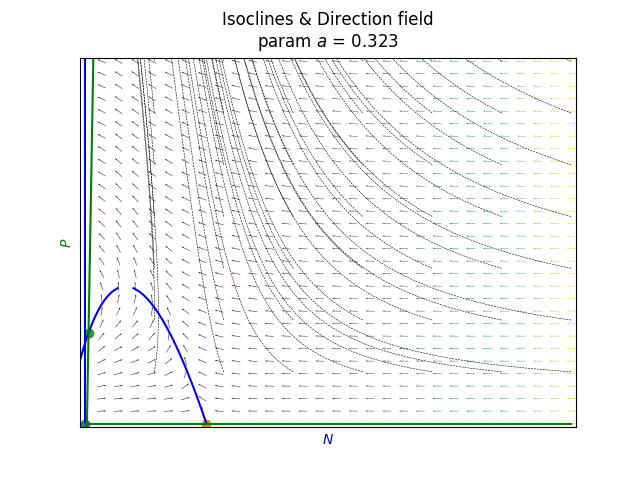 Isoclines & Direction field
param a = 0.323
P
N